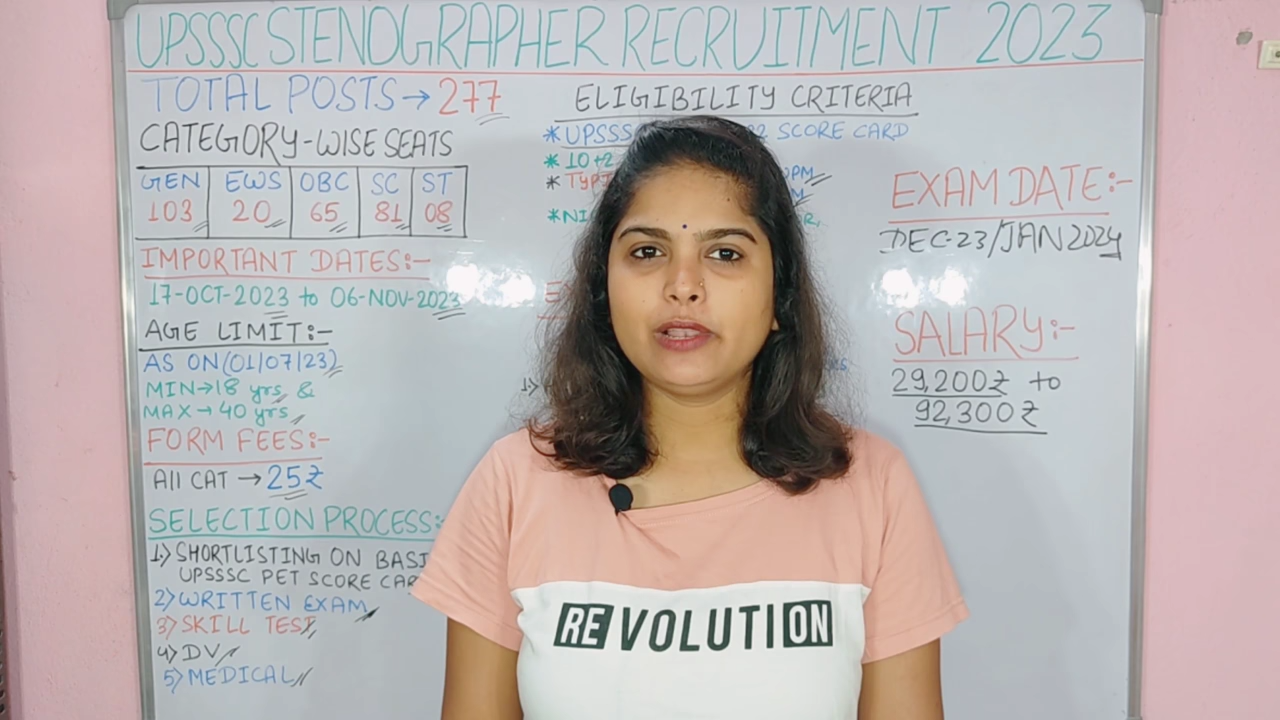 UPSSSC STENOGRAPHER RECRUITMENT 2023
TOTAL POSTS → 277
CATEGORY-WISE SEATS
GEN EWS OBC SC ST
103 20 65 81 08
IMPORTANT DATES:-
17-OCT-2023 to 06-NOV-2023
AGE LIMIT:-
AS ON(01/07/23)
MIN→18 yrs &
MAX→40 yrs
FORM FEES:-
All CAT → 25₹
SELECTION PROCESS:-
1.> SHORTLISTING ON BASI
UPSSSC PET SCORE CAR
2> WRITTEN EXAM
3> SKILL TEST
4> DV
5> MEDICAL
ELIGIBILITY CRITERIA
* SCORE CARD
* 10+2
*
*
1.>
EXAM DATE:-
DEC-23/JAN 2024
SALARY:-
29,200₹ to
92,300₹
REVOLUTION